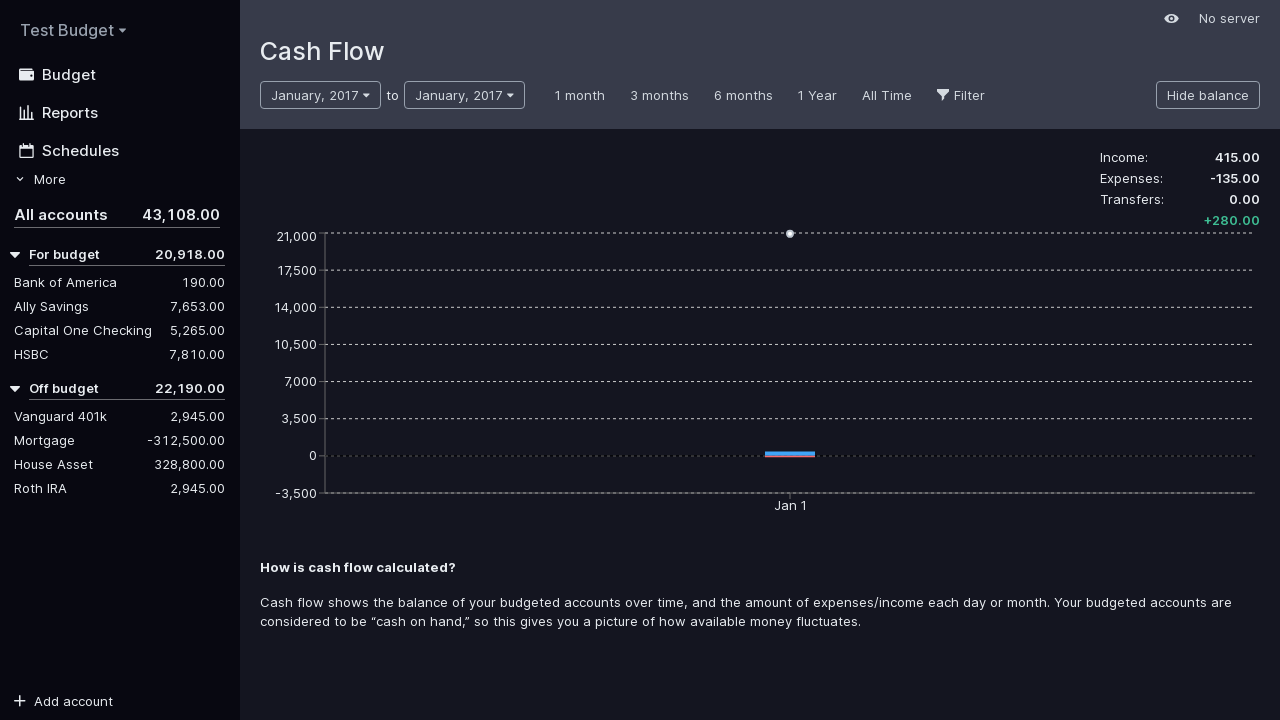 Test Budget
Budget
Reports
Schedules
More
All accounts 43,108.00
For budget 20,918.00
Bank of America 190.00
Ally Savings 7,653.00
Capital One Checking 5,265.00
HSBC 7,810.00
Off budget 22,190.00
Vanguard 401k 2,945.00
Mortgage -312,500.00
House Asset 328,800.00
Roth IRA 2,945.00
Add account
No server
Cash Flow
January, 2017 to January, 2017 1 month 3 months 6 months 1 Year All Time Filter Hide balance
Income: 415.00
Expenses: -135.00
Transfers: 0.00
+280.00
21,000
17,500
14,000
10,500
7,000
3,500
0
-3,500
Jan 1
How is cash flow calculated?
Cash flow shows the balance of your budgeted accounts over time, and the amount of expenses/income each day or month. Your budgeted accounts are
considered to be “cash on hand,” so this gives you a picture of how available money fluctuates.